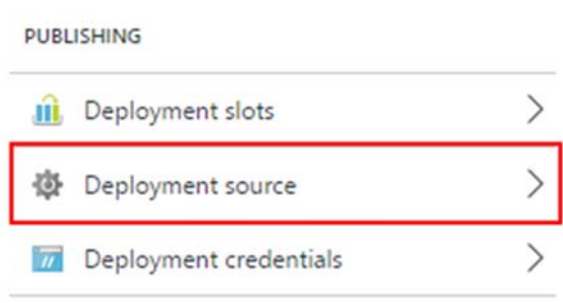 PUBLISHING
Deployment slots
Deployment source
Deployment credentials